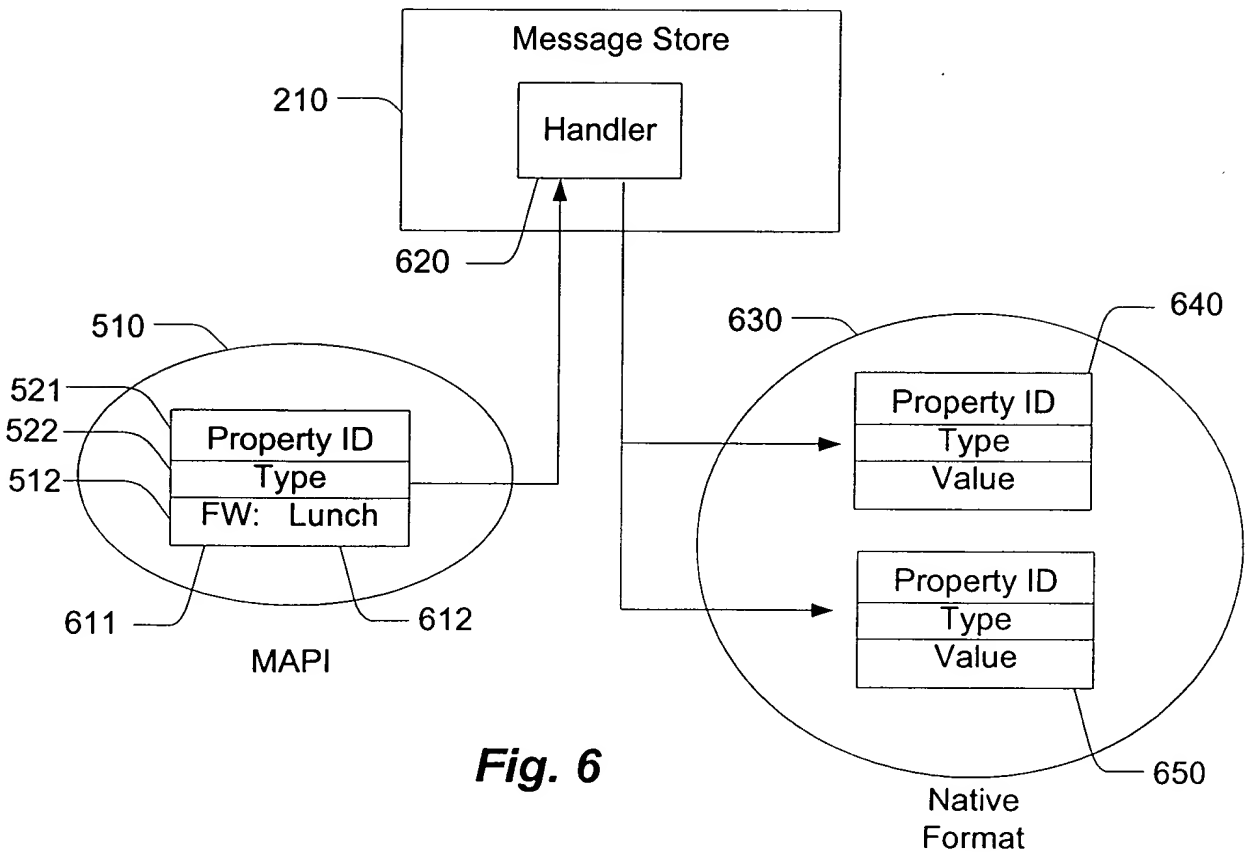 Message Store
210
Handler
620
510
521
522
512
Property ID
Type
FW: Lunch
611
612
MAPI
630
640
Property ID
Type
Value
Property ID
Type
Value
650
Native
Format
Fig. 6